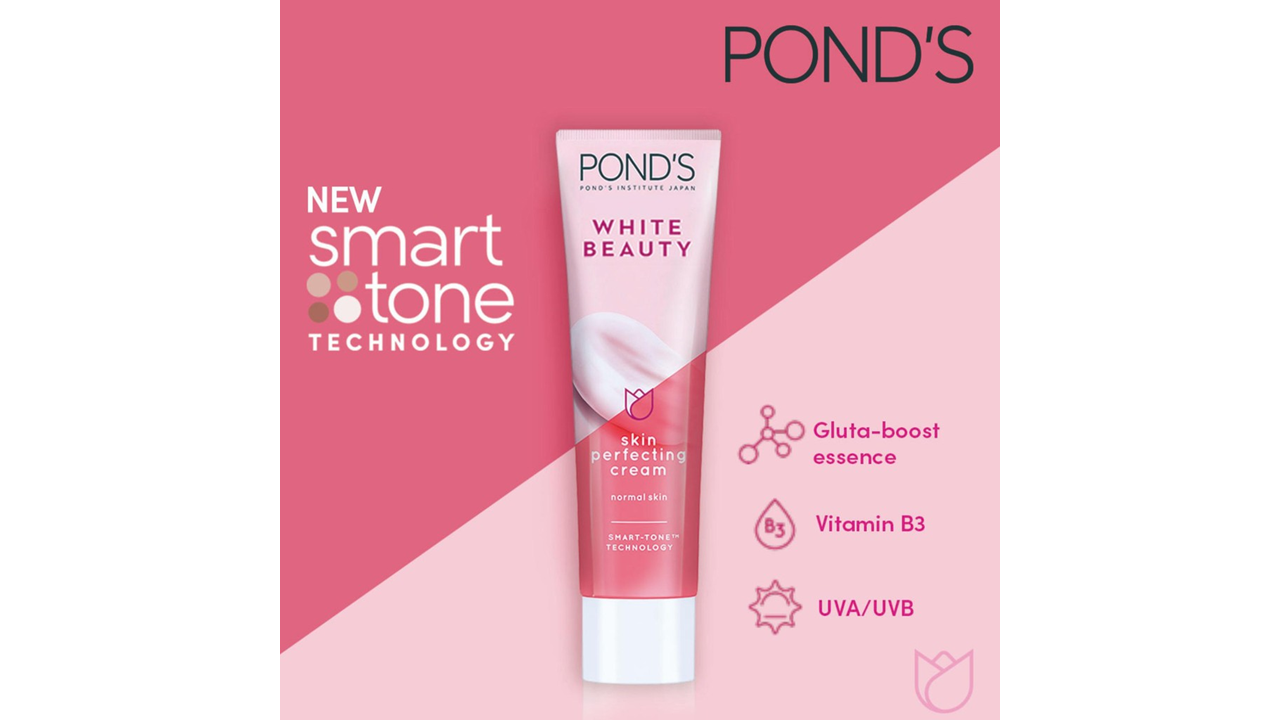 POND'S
NEW
smart
tone
TECHNOLOGY
POND'S
POND'S INSTITUTE JAPAN
WHITE
BEAUTY
skin
perfecting
cream
normal skin
SMART-TONE™
TECHNOLOGY
Gluta-boost
essence
B3
Vitamin B3
UVA/UVB